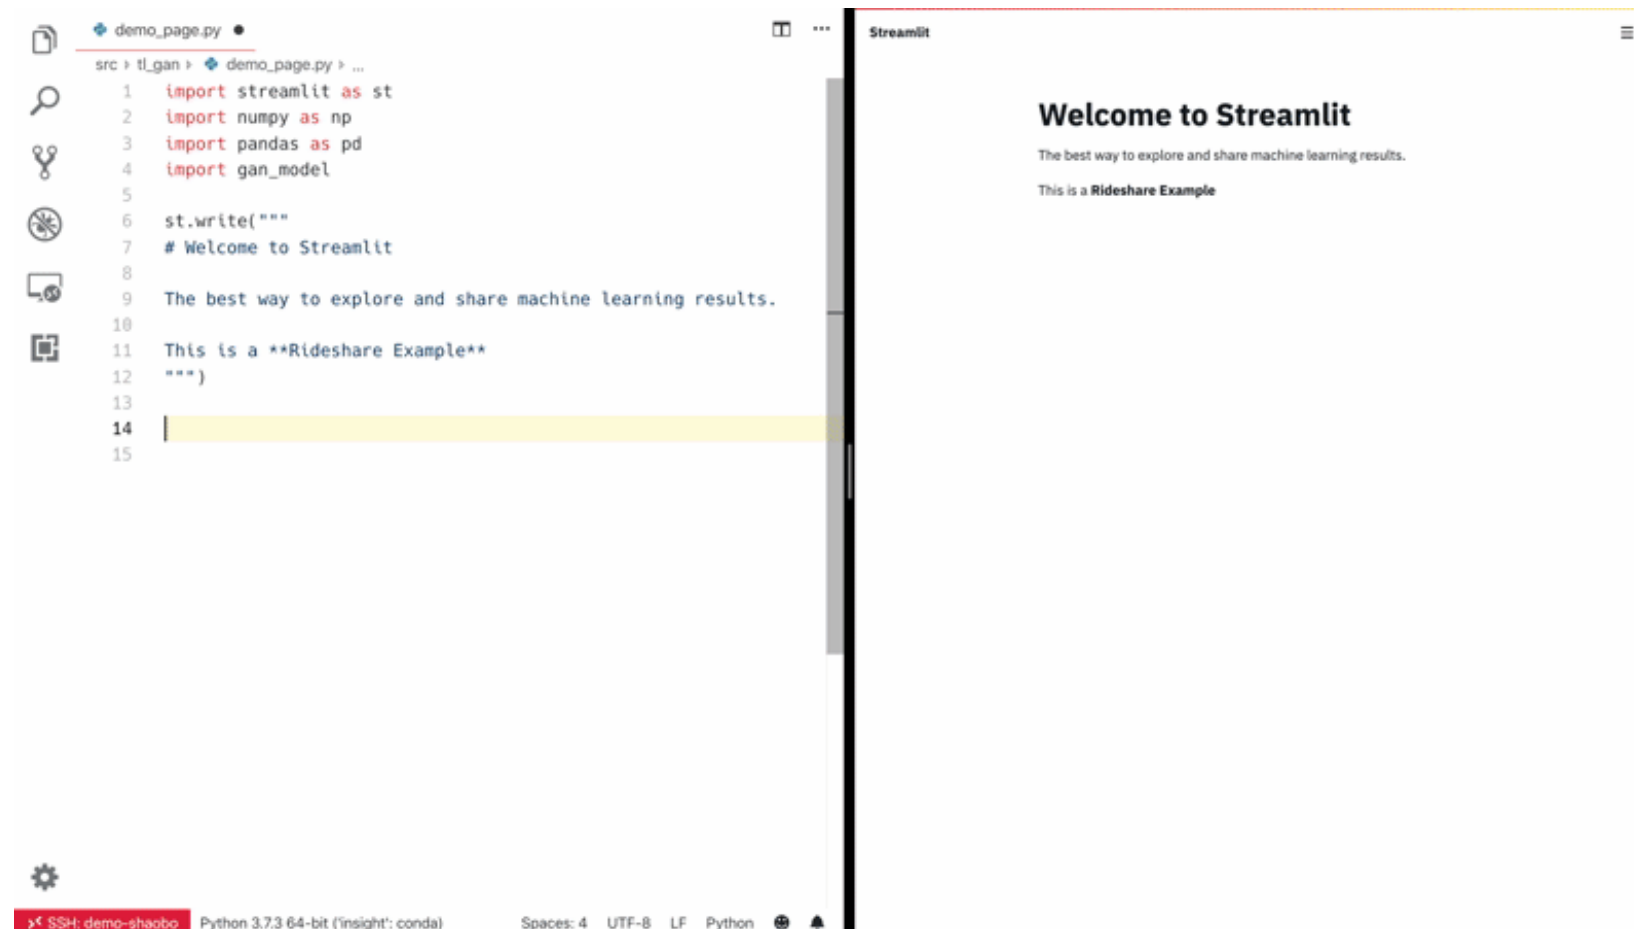 demo_page.py
src › tl_gan › demo_page.py › ...
1 import streamlit as st
2 import numpy as np
3 import pandas as pd
4 import gan_model
5
6 st.write("""
7 # Welcome to Streamlit
8
9 The best way to explore and share machine learning results.
10
11 This is a **Rideshare Example**
12 """)
13
14
15
SSH: demo-shaobo Python 3.7.3 64-bit ('insight': conda) Spaces: 4 UTF-8 LF Python
Streamlit
Welcome to Streamlit
The best way to explore and share machine learning results.
This is a Rideshare Example